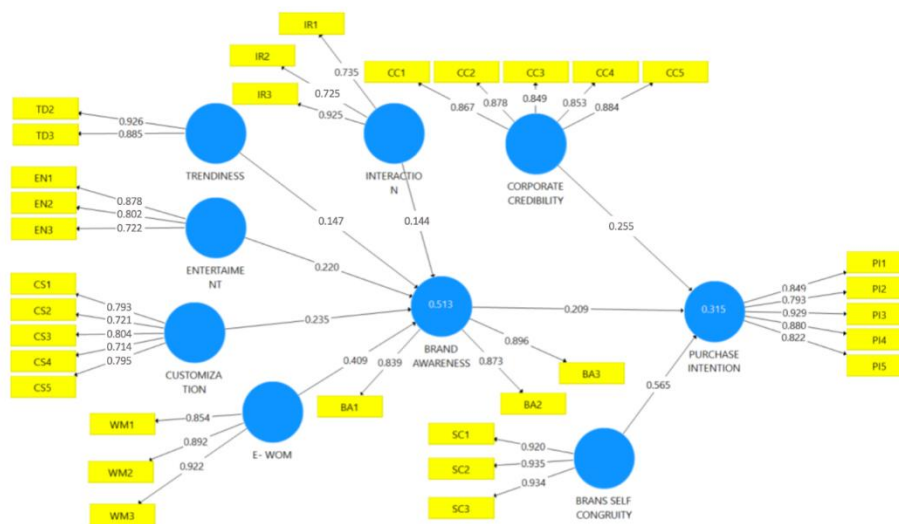 IR1
IR2
IR3
0.735
0.725
0.925
INTERACTIO
N
CC1
CC2
CC3
CC4
CC5
0.867
0.878
0.849
0.853
0.884
CORPORATE
CREDIBILITY
TD2
TD3
0.926
0.885
TRENDINESS
EN1
EN2
EN3
0.878
0.802
0.722
ENTERTAIME
NT
0.147
0.144
0.220
0.255
CS1
CS2
CS3
CS4
CS5
0.793
0.721
0.804
0.714
0.795
CUSTOMIZA
TION
0.235
0.513
BRAND
AWARENESS
0.209
0.315
PURCHASE
INTENTION
PI1
PI2
PI3
PI4
PI5
0.849
0.793
0.929
0.880
0.822
0.409
0.839
0.873
0.896
BA1
BA2
BA3
0.565
WM1
WM2
WM3
0.854
0.892
0.922
E- WOM
SC1
SC2
SC3
0.920
0.935
0.934
BRANS SELF
CONGRUITY